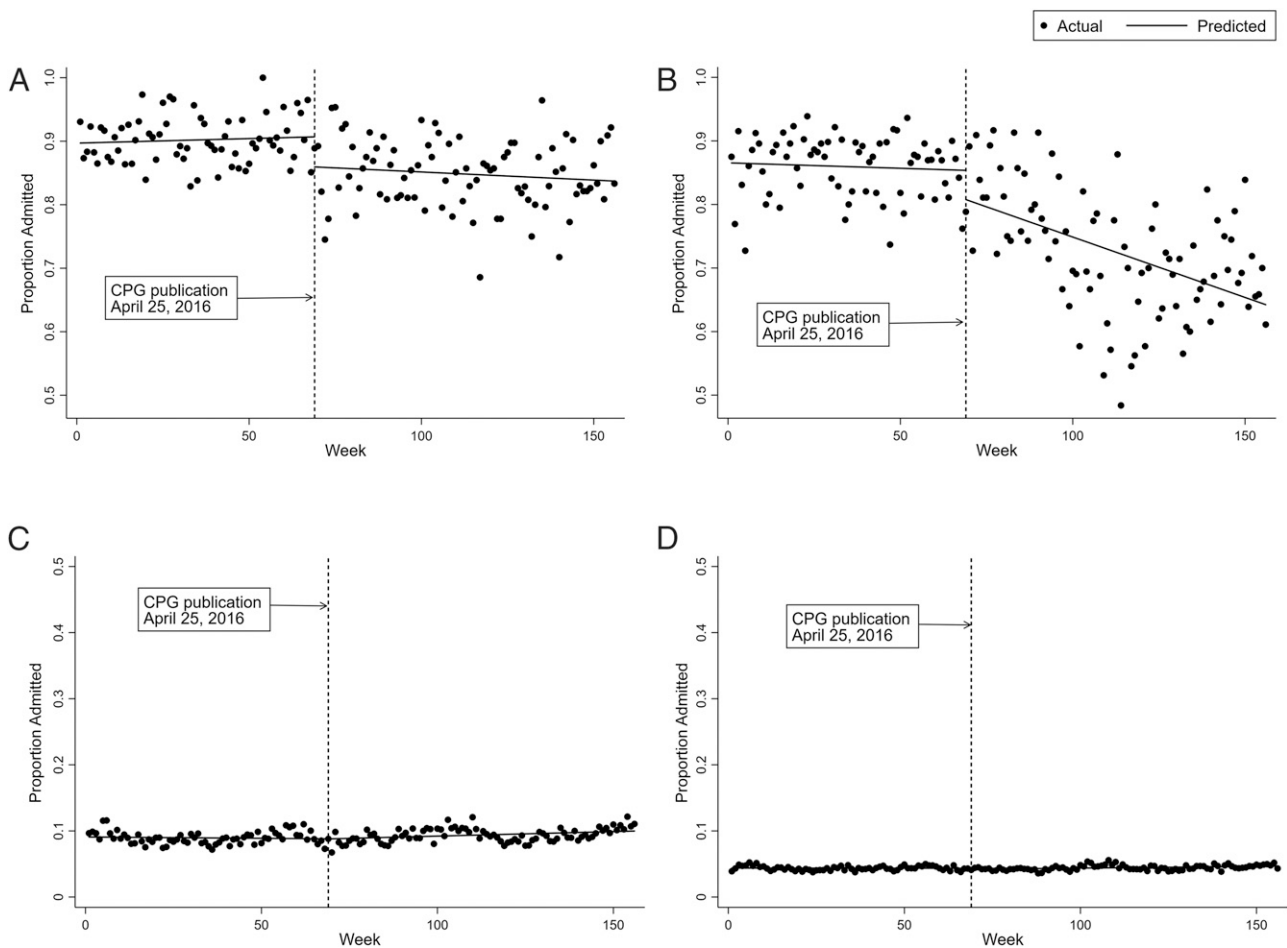 Actual Predicted
A
Proportion Admitted
1.0
0.9
0.8
0.7
0.6
0.5
CPG publication
April 25, 2016
0 50 100 150
Week
B
Proportion Admitted
1.0
0.9
0.8
0.7
0.6
0.5
CPG publication
April 25, 2016
0 50 100 150
Week
C
Proportion Admitted
0.5
0.4
0.3
0.2
0.1
0
CPG publication
April 25, 2016
0 50 100 150
Week
D
Proportion Admitted
0.5
0.4
0.3
0.2
0.1
0
CPG publication
April 25, 2016
0 50 100 150
Week